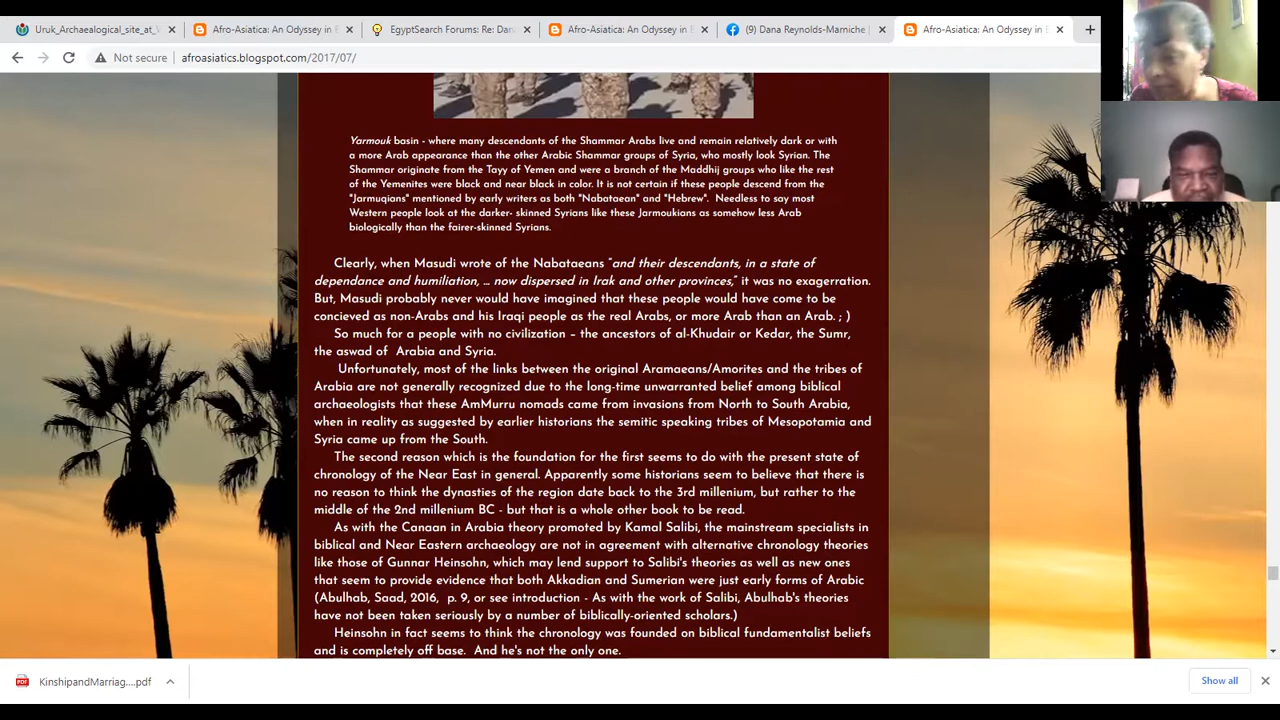 Uruk_Archaealogical_site_at_W
Afro-Asiatica: An Odyssey in B
EgyptSearch Forums: Re: Dar
Afro-Asiatica: An Odyssey in B
(9) Dana Reynolds-Marniche |
Afro-Asiatica: An Odyssey in B
Not secure
afroasiatics.blogspot.com/2017/07/
Yarmouk basin - where many descendants of the Shammar Arabs live and remain relatively dark or with
a more Arab appearance than the other Arabic Shammar groups of Syria, who mostly look Syrian. The
Shammar originate from the Tayy of Yemen and were a branch of the Maddhij groups who like the rest
of the Yemenites were black and near black in color. It is not certain if these people descend from the
"Jarmuqians" mentioned by early writers as both "Nabataean" and "Hebrew". Needless to say most
Western people look at the darker- skinned Syrians like these Jarmoukians as somehow less Arab
biologically than the fairer-skinned Syrians.
Clearly, when Masudi wrote of the Nabataeans "and their descendants, in a state of
dependance and humiliation, ... now dispersed in Irak and other provinces," it was no exagerration.
But, Masudi probably never would have imagined that these people would have come to be
concieved as non-Arabs and his Iraqi people as the real Arabs, or more Arab than an Arab. ; )
So much for a people with no civilization – the ancestors of al-Khudair or Kedar, the Sumr,
the aswad of Arabia and Syria.
Unfortunately, most of the links between the original Aramaeans/Amorites and the tribes of
Arabia are not generally recognized due to the long-time unwarranted belief among biblical
archaeologists that these AmMurru nomads came from invasions from North to South Arabia,
when in reality as suggested by earlier historians the semitic speaking tribes of Mesopotamia and
Syria came up from the South.
The second reason which is the foundation for the first seems to do with the present state of
chronology of the Near East in general. Apparently some historians seem to believe that there is
no reason to think the dynasties of the region date back to the 3rd millenium, but rather to the
middle of the 2nd millenium BC - but that is a whole other book to be read.
As with the Canaan in Arabia theory promoted by Kamal Salibi, the mainstream specialists in
biblical and Near Eastern archaeology are not in agreement with alternative chronology theories
like those of Gunnar Heinsohn, which may lend support to Salibi's theories as well as new ones
that seem to provide evidence that both Akkadian and Sumerian were just early forms of Arabic
(Abulhab, Saad, 2016, p. 9, or see introduction - As with the work of Salibi, Abulhab's theories
have not been taken seriously by a number of biblically-oriented scholars.)
Heinsohn in fact seems to think the chronology was founded on biblical fundamentalist beliefs
and is completely off base. And he's not the only one.
KinshipandMarriag....pdf
Show all